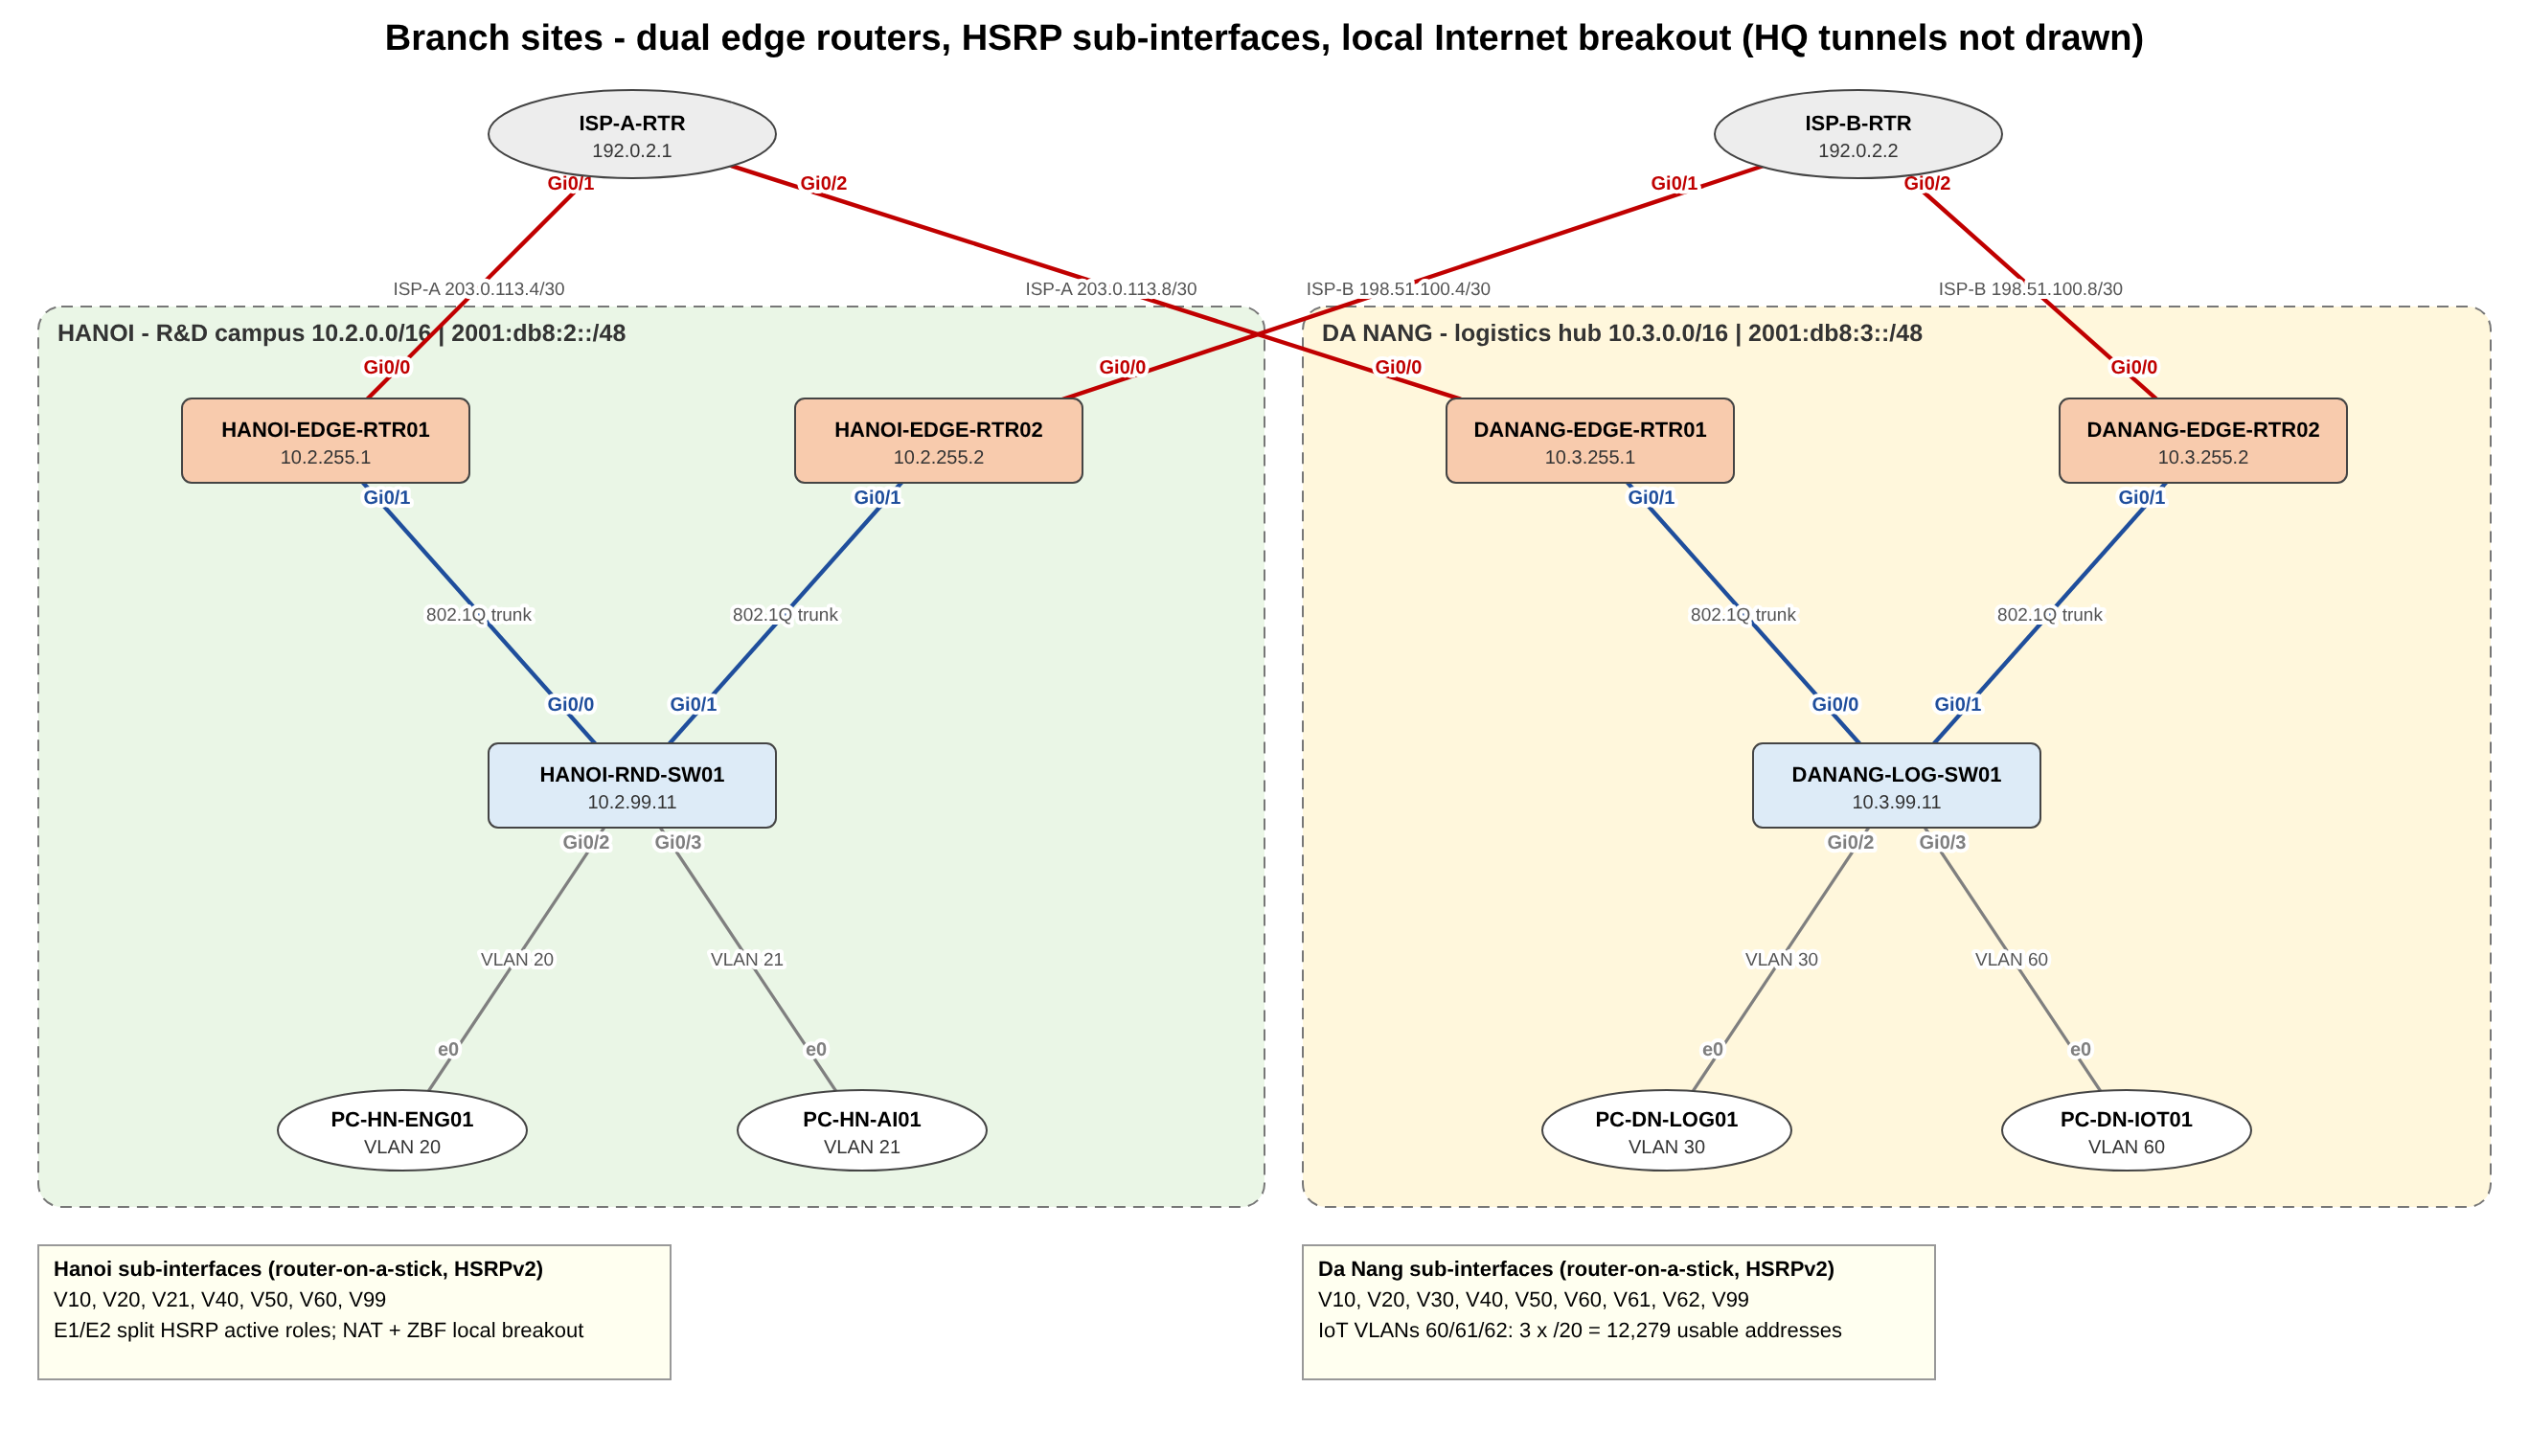 Branch sites - dual edge routers, HSRP sub-interfaces, local Internet breakout (HQ tunnels not drawn)
ISP-A-RTR
192.0.2.1
ISP-B-RTR
192.0.2.2
Gi0/1
Gi0/2
Gi0/1
Gi0/2
ISP-A 203.0.113.4/30
ISP-A 203.0.113.8/30
ISP-B 198.51.100.4/30
ISP-B 198.51.100.8/30
HANOI - R&D campus 10.2.0.0/16 | 2001:db8:2::/48
DA NANG - logistics hub 10.3.0.0/16 | 2001:db8:3::/48
Gi0/0
Gi0/0
Gi0/0
Gi0/0
HANOI-EDGE-RTR01
10.2.255.1
HANOI-EDGE-RTR02
10.2.255.2
DANANG-EDGE-RTR01
10.3.255.1
DANANG-EDGE-RTR02
10.3.255.2
Gi0/1
Gi0/1
Gi0/1
Gi0/1
802.1Q trunk
802.1Q trunk
802.1Q trunk
802.1Q trunk
Gi0/0
Gi0/1
Gi0/0
Gi0/1
HANOI-RND-SW01
10.2.99.11
DANANG-LOG-SW01
10.3.99.11
Gi0/2
Gi0/3
Gi0/2
Gi0/3
VLAN 20
VLAN 21
VLAN 30
VLAN 60
e0
e0
e0
e0
PC-HN-ENG01
VLAN 20
PC-HN-AI01
VLAN 21
PC-DN-LOG01
VLAN 30
PC-DN-IOT01
VLAN 60
Hanoi sub-interfaces (router-on-a-stick, HSRPv2)
V10, V20, V21, V40, V50, V60, V99
E1/E2 split HSRP active roles; NAT + ZBF local breakout
Da Nang sub-interfaces (router-on-a-stick, HSRPv2)
V10, V20, V30, V40, V50, V60, V61, V62, V99
IoT VLANs 60/61/62: 3 x /20 = 12,279 usable addresses